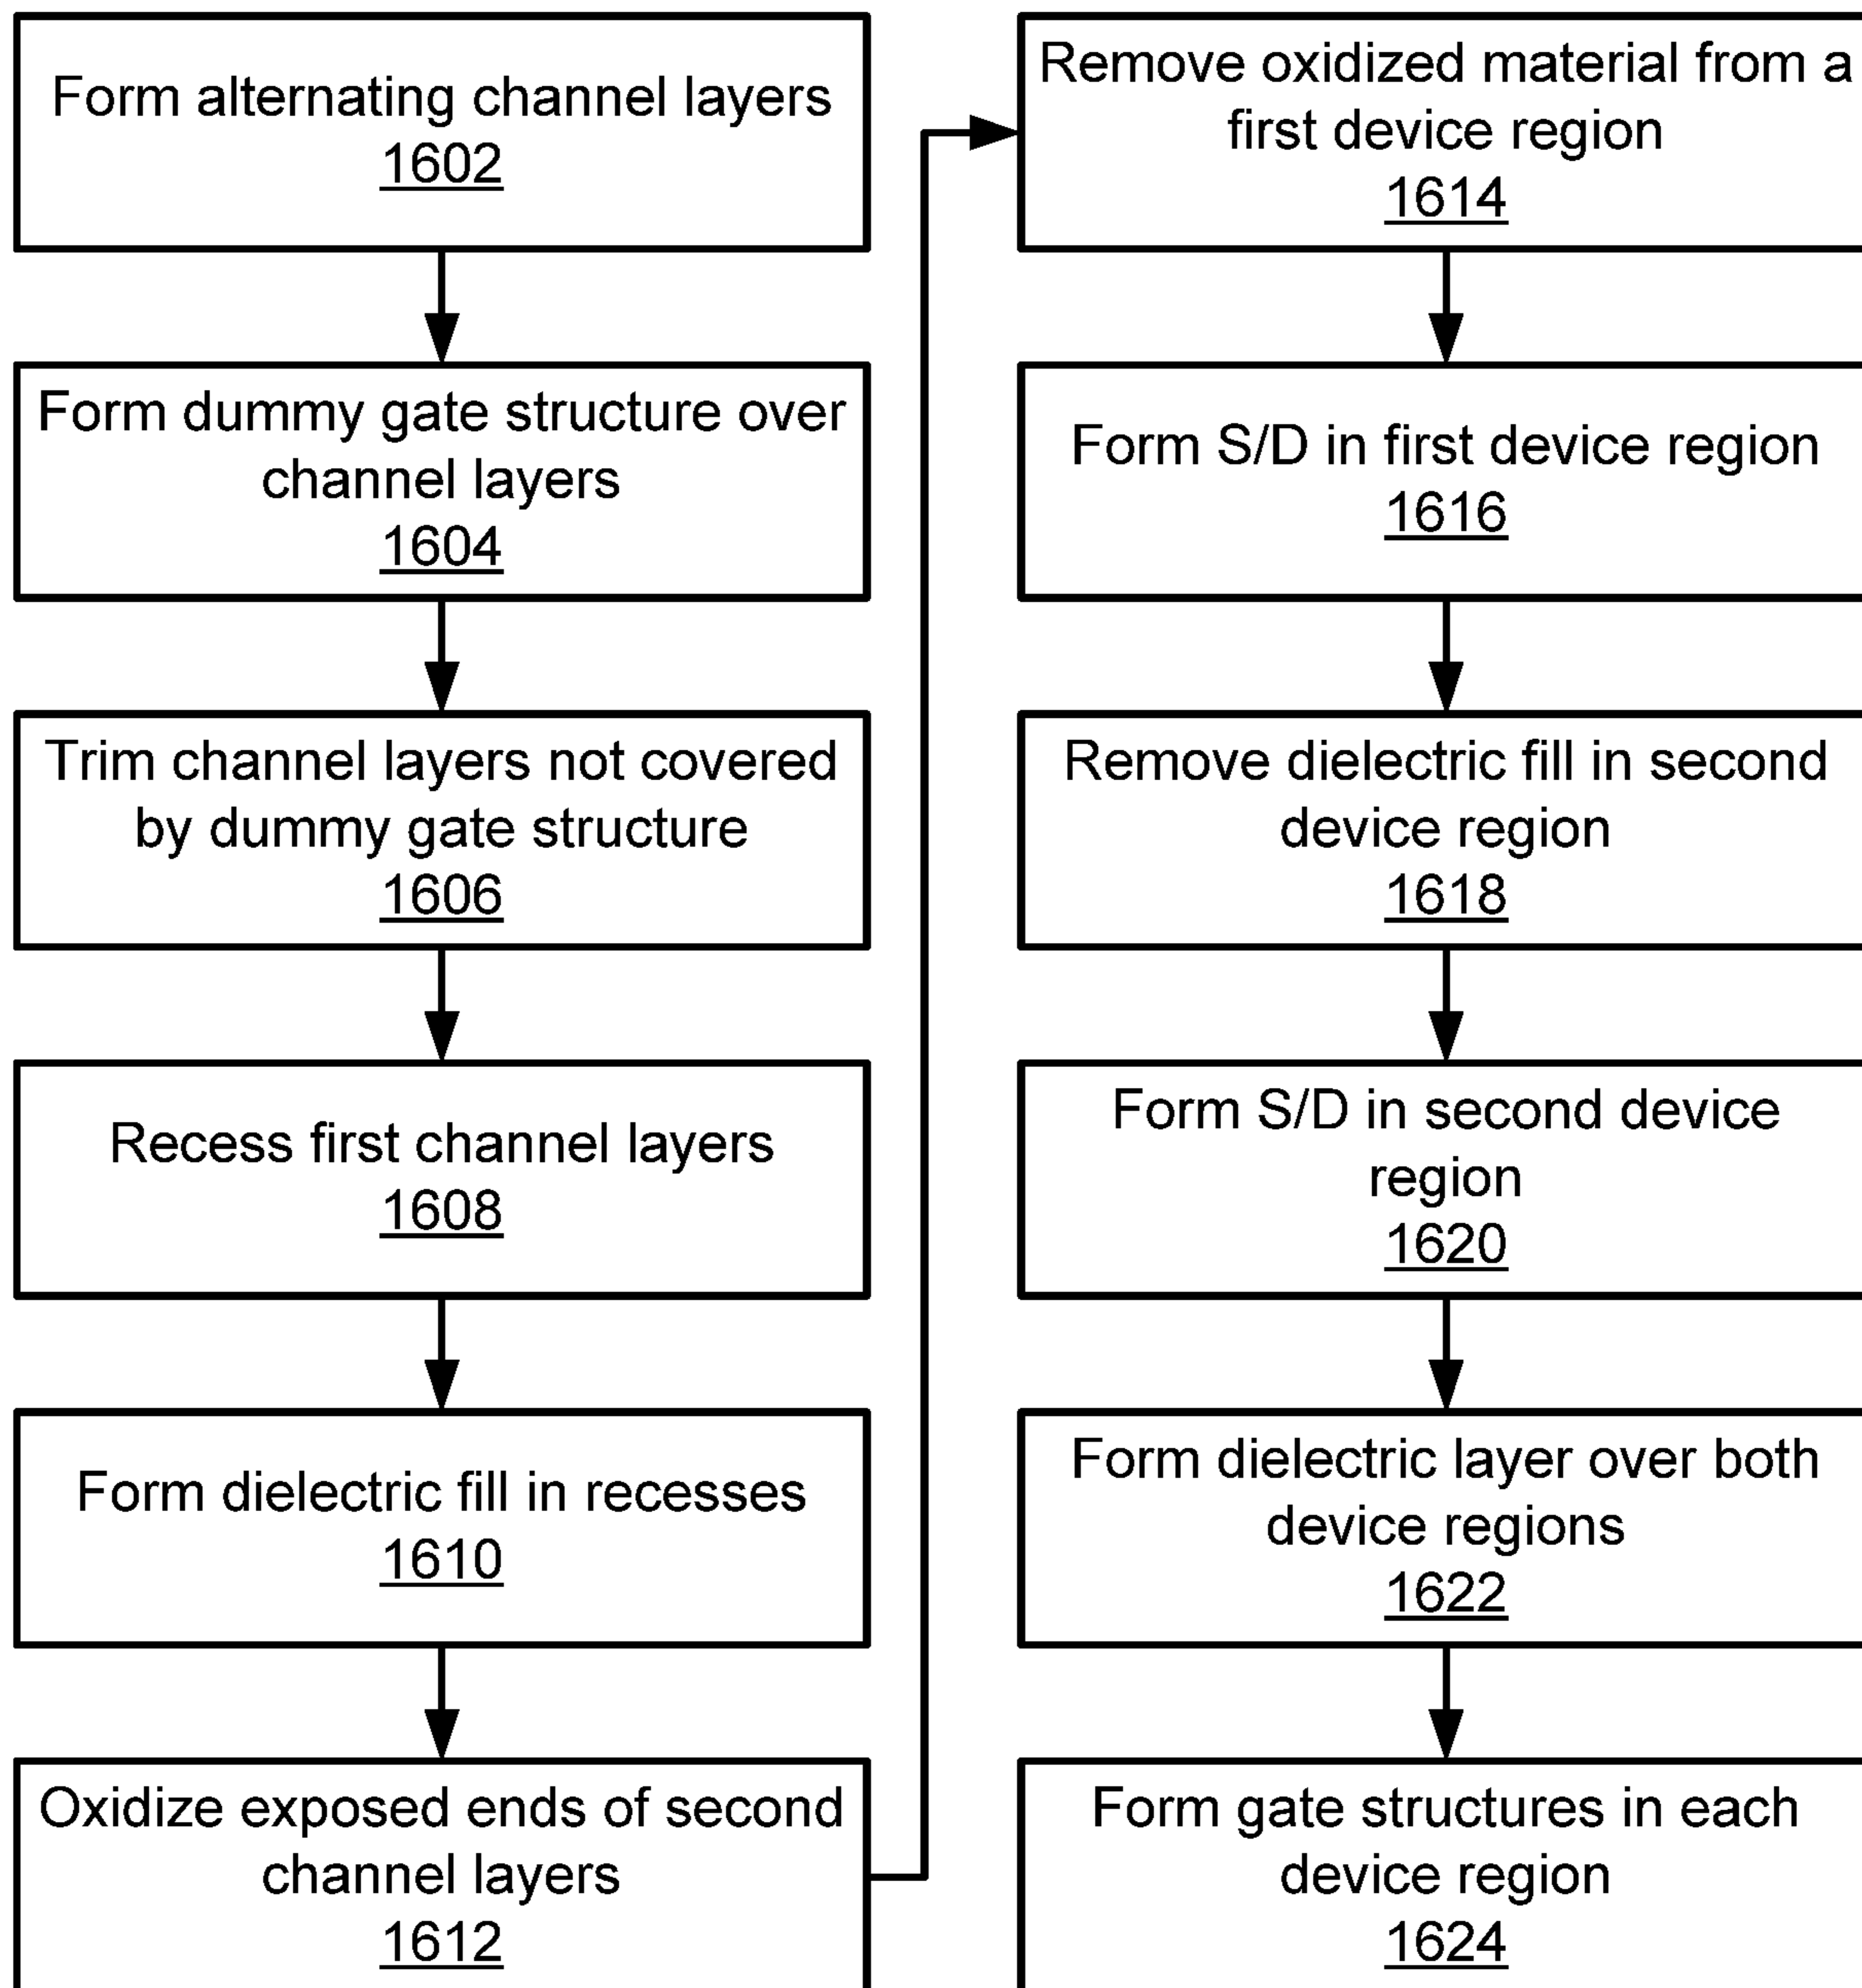 Form alternating channel layers
1602
Form dummy gate structure over
channel layers
1604
Trim channel layers not covered
by dummy gate structure
1606
Recess first channel layers
1608
Form dielectric fill in recesses
1610
Oxidize exposed ends of second
channel layers
1612
Remove oxidized material from a
first device region
1614
Form S/D in first device region
1616
Remove dielectric fill in second
device region
1618
Form S/D in second device
region
1620
Form dielectric layer over both
device regions
1622
Form gate structures in each
device region
1624